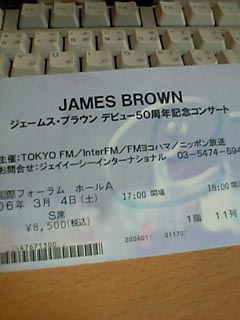 JAMES BROWN
ジェームス・ブラウン デビュー50周年記念コンサート
主催：TOKYO FM／InterFM／FMヨコハマ／ニッポン放送
お問合せ：ジェイイーシーインターナショナル 03-5474-594
国際フォーラム ホールA
06年 3月 4日(土) 17:00 開場 18:00 開
S席
¥8,500(税込) 1階 11列